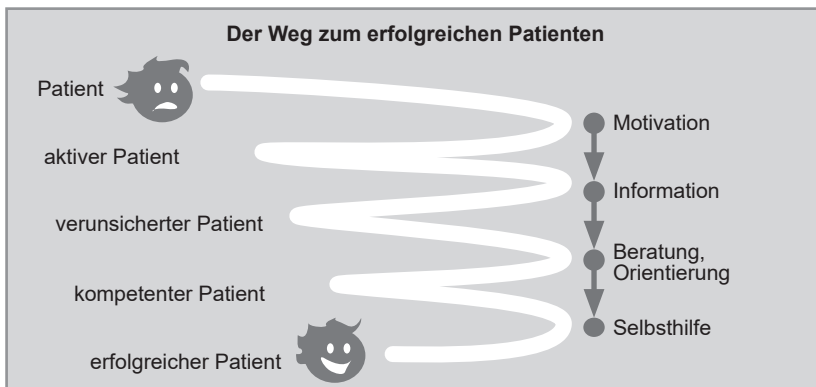 Der Weg zum erfolgreichen Patienten
Patient
Motivation
aktiver Patient
Information
verunsicherter Patient
Beratung,
Orientierung
kompetenter Patient
Selbsthilfe
erfolgreicher Patient